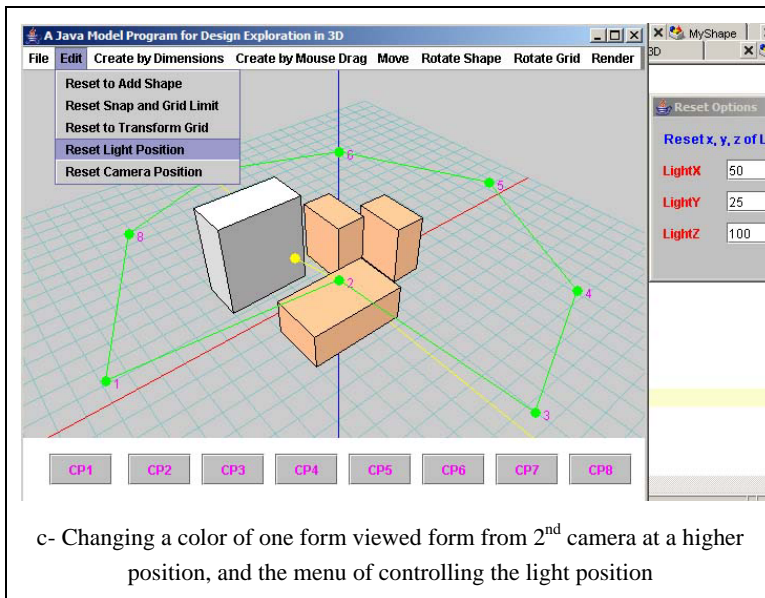 A Java Model Program for Design Exploration in 3D
File Edit Create by Dimensions Create by Mouse Drag Move Rotate Shape Rotate Grid Render
Reset to Add Shape
Reset Snap and Grid Limit
Reset to Transform Grid
Reset Light Position
Reset Camera Position
MyShape
3D
Reset Options
Reset x, y, z of L
LightX 50
LightY 25
LightZ 100
6
5
8
4
2
1
3
CP1 CP2 CP3 CP4 CP5 CP6 CP7 CP8
c- Changing a color of one form viewed form from 2nd camera at a higher
position, and the menu of controlling the light position